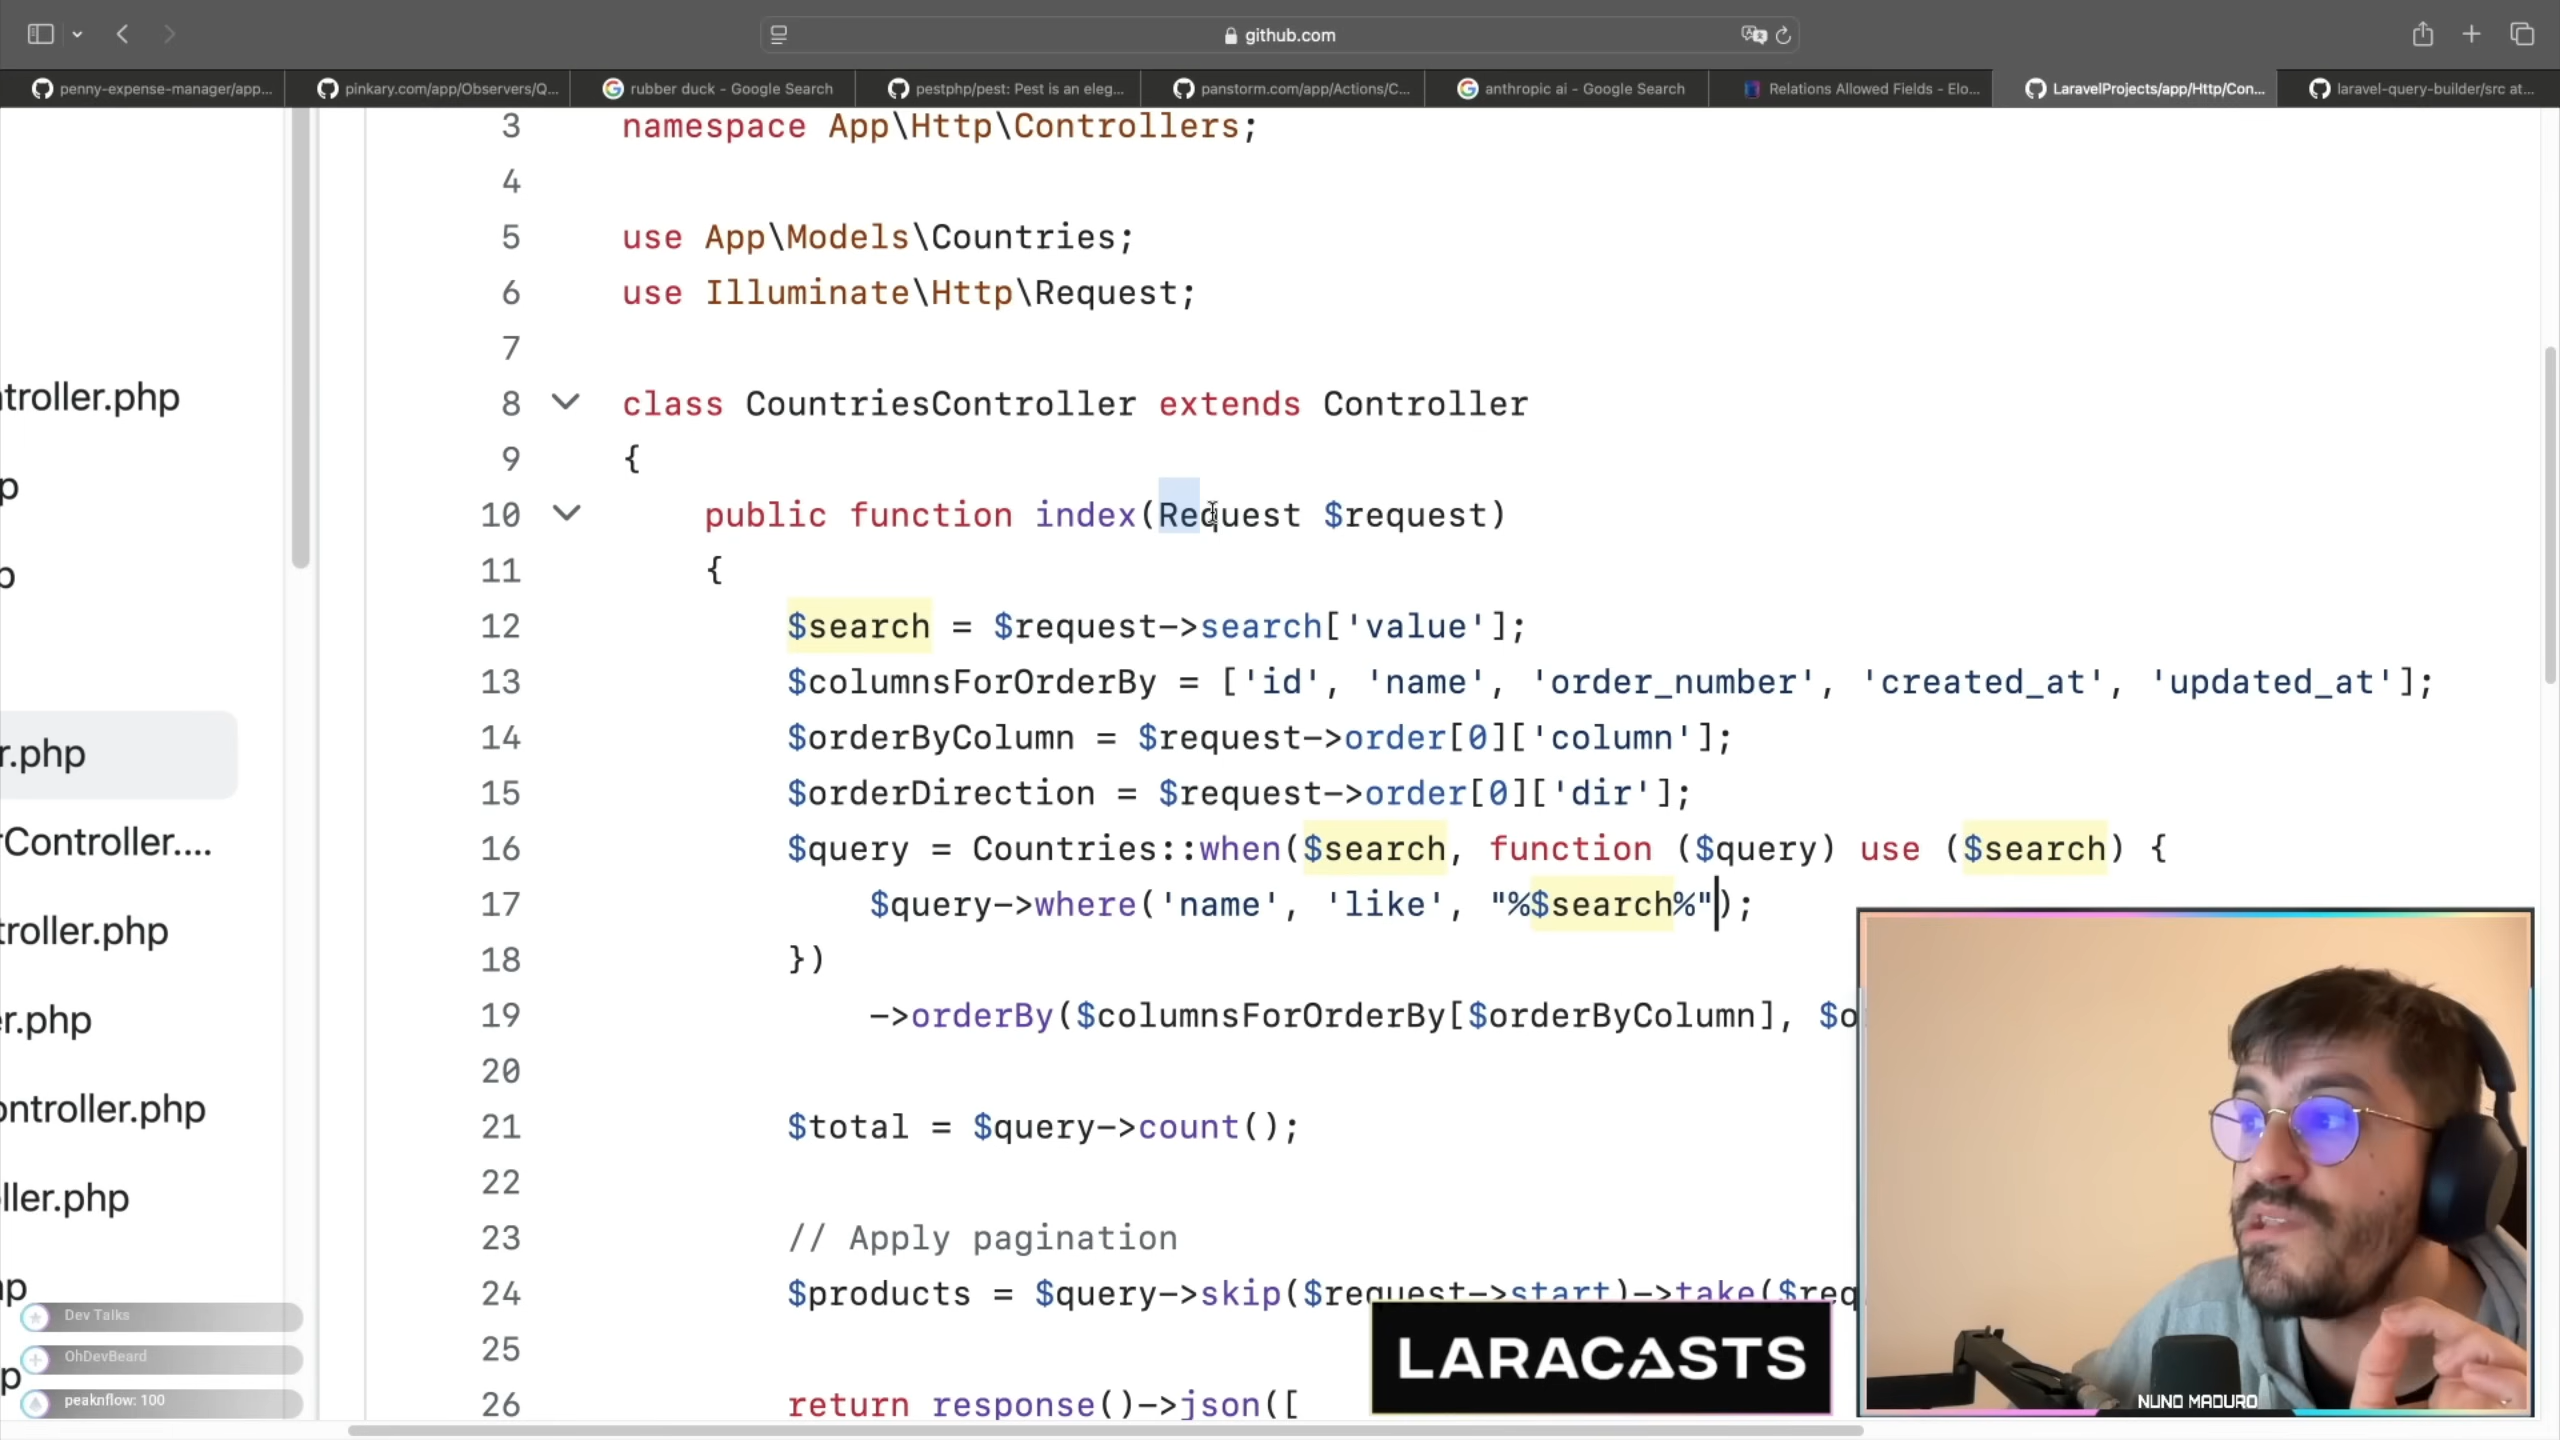 github.com
penny-expense-manager/app...
pinkary.com/app/Observers/Q...
rubber duck - Google Search
pestphp/pest: Pest is an eleg...
panstorm.com/app/Actions/C...
anthropic ai - Google Search
Relations Allowed Fields - Elo...
LaravelProjects/app/Http/Con...
laravel-query-builder/src at...
3 namespace App\Http\Controllers;
4
5 use App\Models\Countries;
6 use Illuminate\Http\Request;
7
8 class CountriesController extends Controller
9 {
10 public function index(Request $request)
11 {
12 $search = $request->search['value'];
13 $columnsForOrderBy = ['id', 'name', 'order_number', 'created_at', 'updated_at'];
14 $orderByColumn = $request->order[0]['column'];
15 $orderDirection = $request->order[0]['dir'];
16 $query = Countries::when($search, function ($query) use ($search) {
17 $query->where('name', 'like', "%$search%");
18 })
19 ->orderBy($columnsForOrderBy[$orderByColumn], $o
20
21 $total = $query->count();
22
23 // Apply pagination
24 $products = $query->skip($request->start)->take($req
25
26 return response()->json([
ntroller.php
p
p
r.php
rController....
troller.php
er.php
ontroller.php
ller.php
np
p
Dev Talks
OhDevBeard
peaknflow: 100
LARACASTS
NUNO MADURO